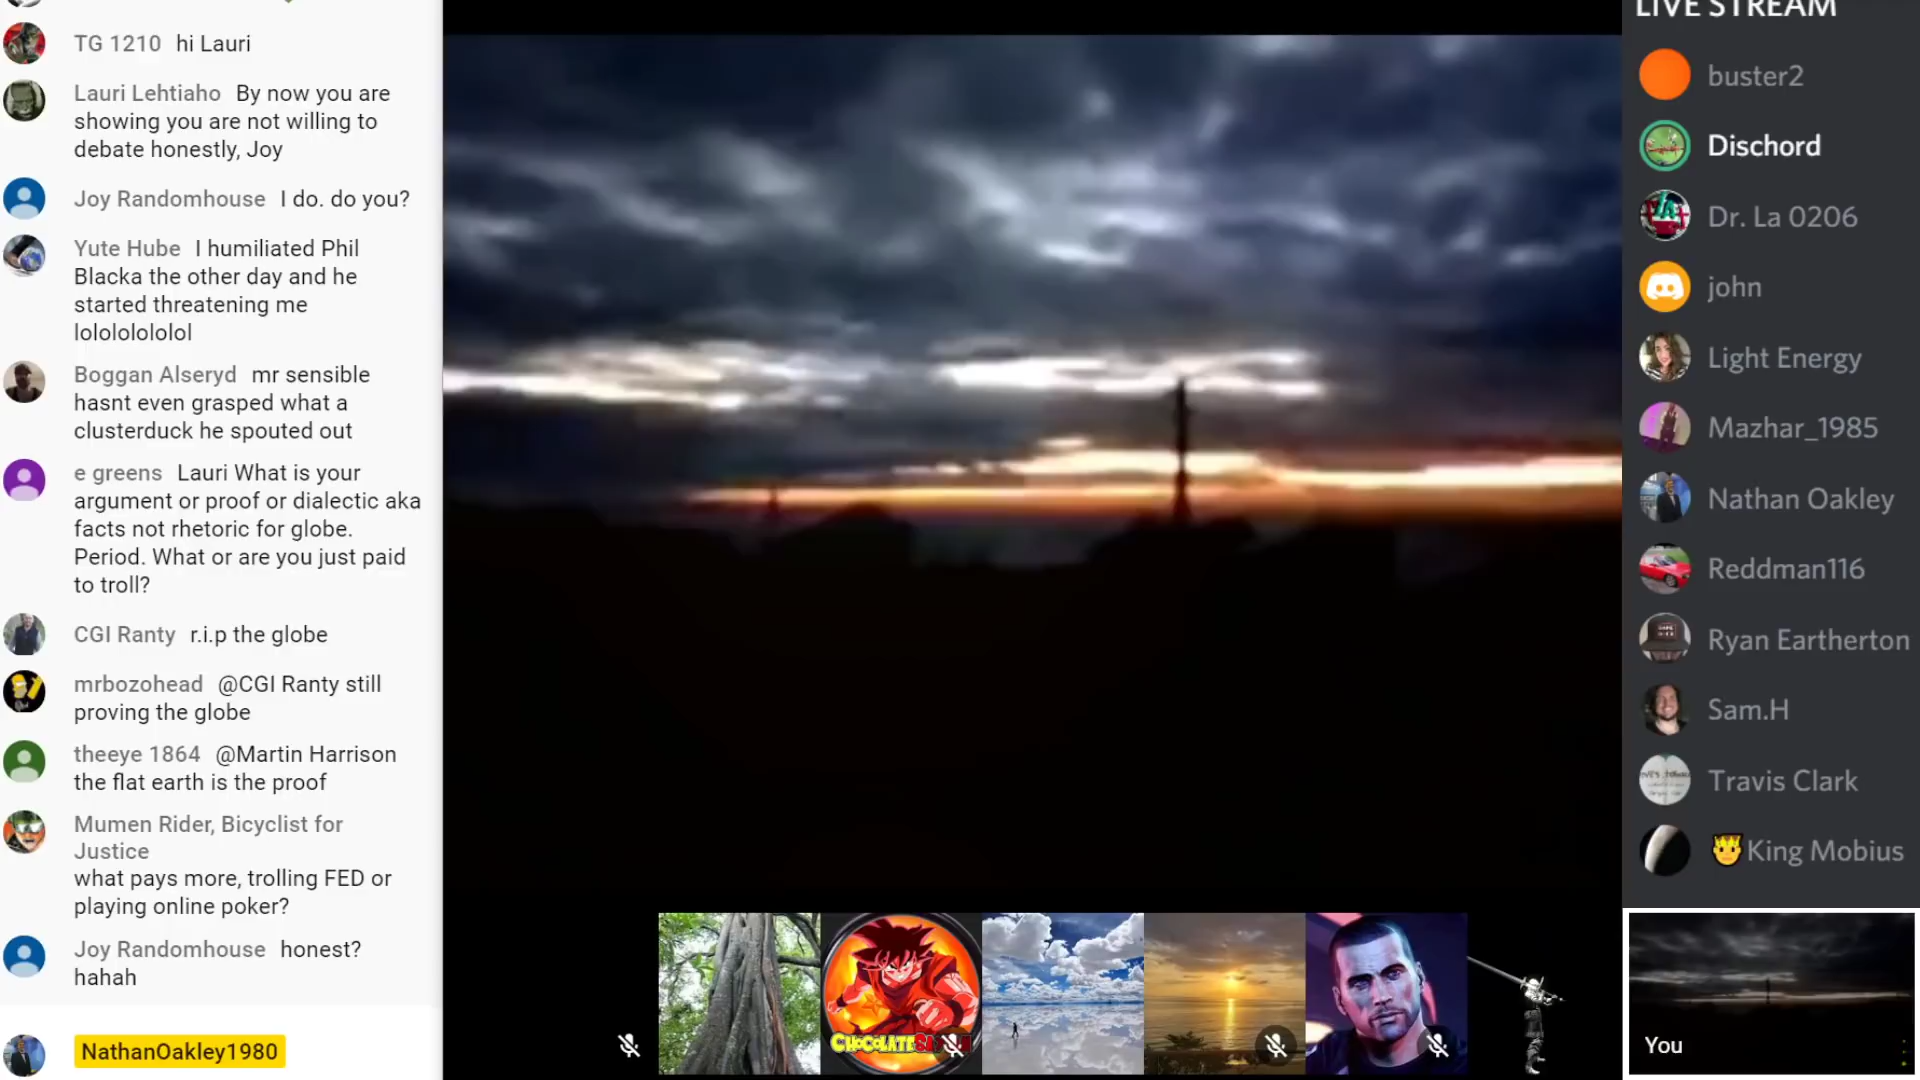 TG 1210 hi Lauri
Lauri Lehtiaho By now you are
showing you are not willing to
debate honestly, Joy
Joy Randomhouse I do. do you?
Yute Hube I humiliated Phil
Blacka the other day and he
started threatening me
lolololololol
Boggan Alseryd mr sensible
hasnt even grasped what a
clusterduck he spouted out
e greens Lauri What is your
argument or proof or dialectic aka
facts not rhetoric for globe.
Period. What or are you just paid
to troll?
CGI Ranty r.i.p the globe
mrbozohead @CGI Ranty still
proving the globe
theeye 1864 @Martin Harrison
the flat earth is the proof
Mumen Rider, Bicyclist for
Justice
what pays more, trolling FED or
playing online poker?
Joy Randomhouse honest?
hahah
NathanOakley1980
LIVE STREAM
buster2
Dischord
Dr. La 0206
john
Light Energy
Mazhar_1985
Nathan Oakley
Reddman116
Ryan Eartherton
Sam.H
Travis Clark
King Mobius
You